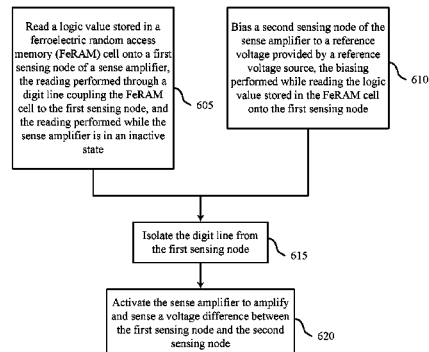 Read a logic value stored in a
ferroelectric random access
memory (FeRAM) cell onto a first
sensing node of a sense amplifier,
the reading performed through a
digit line coupling the FeRAM
cell to the first sensing node, and
the reading performed while the
sense amplifier is in an inactive
state
605
Bias a second sensing node of the
sense amplifier to a reference
voltage provided by a reference
voltage source, the biasing
performed while reading the logic
value stored in the FeRAM cell
onto the first sensing node
610
Isolate the digit line from
the first sensing node
615
Activate the sense amplifier to amplify
and sense a voltage difference between
the first sensing node and the second
sensing node
620